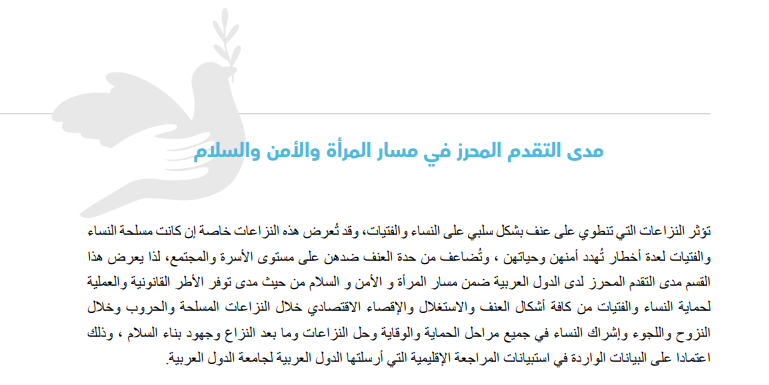 مدى التقدم المحرز في مسار المرأة والأمن والسلام
تؤثر النزاعات التي تنطوي على عنف بشكل سلبي على النساء والفتيات، وقد تُعرض هذه النزاعات خاصة إن كانت مسلحة النساء
والفتيات لعدة أخطار تُهدد أمنهن وحياتهن ، وتُضاعف من حدة العنف ضدهن على مستوى الأسرة والمجتمع، لذا يعرض هذا
القسم مدى التقدم المحرز لدى الدول العربية ضمن مسار المرأة و الأمن و السلام من حيث مدى توفر الأطر القانونية والعملية
لحماية النساء والفتيات من كافة أشكال العنف والاستغلال والإقصاء الاقتصادي خلال النزاعات المسلحة والحروب وخلال
النزوح واللجوء وإشراك النساء في جميع مراحل الحماية والوقاية وحل النزاعات وما بعد النزاع وجهود بناء السلام ، وذلك
اعتمادا على البيانات الواردة في استبيانات المراجعة الإقليمية التي أرسلتها الدول العربية لجامعة الدول العربية.